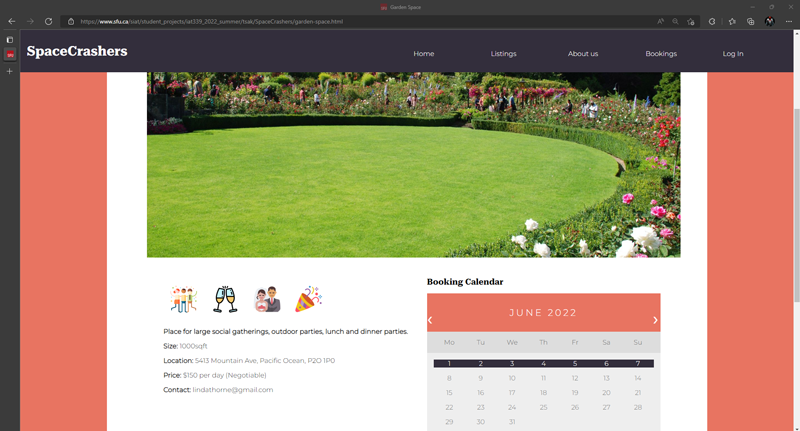 Garden Space
https://www.sfu.ca/siat/student_projects/iat339_2022_summer/tsak/SpaceCrashers/garden-space.html
SpaceCrashers
Home Listings About us Bookings Log In
Booking Calendar
JUNE 2022
Mo Tu We Th Fr Sa Su
1 2 3 4 5 6 7
8 9 10 11 12 13 14
15 16 17 18 19 20 21
22 23 24 25 26 27 28
29 30 31
Place for large social gatherings, outdoor parties, lunch and dinner parties.
Size: 1000sqft
Location: 5413 Mountain Ave, Pacific Ocean, P2O 1P0
Price: $150 per day (Negotiable)
Contact: lindathome@gmail.com